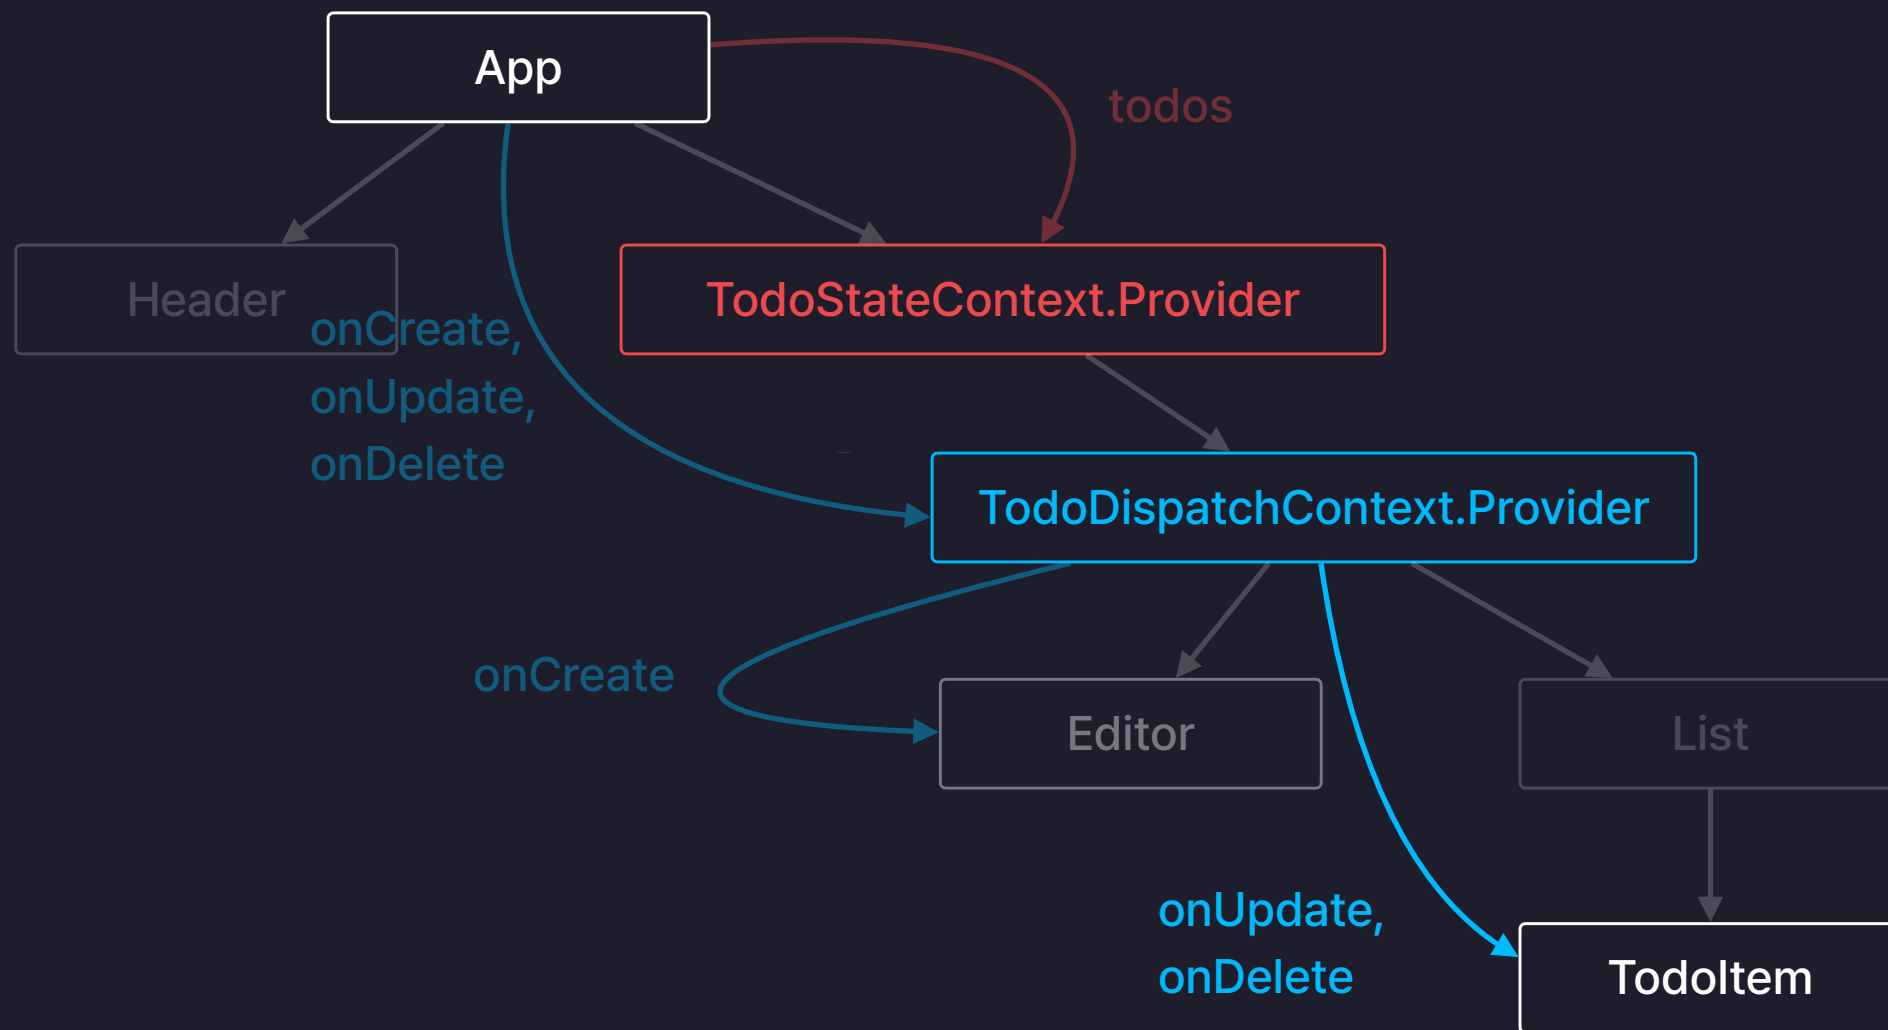 App
todos
Header
TodoStateContext.Provider
onCreate,
onUpdate,
onDelete
TodoDispatchContext.Provider
onCreate
Editor
List
onUpdate,
onDelete
TodoItem